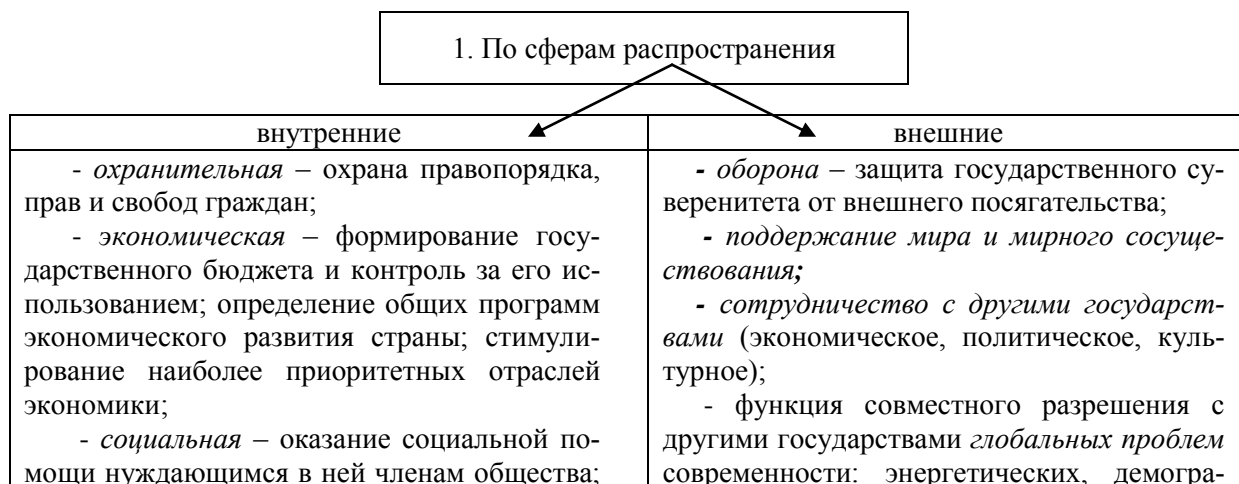 1. По сферам распространения
внутренние
- охранительная – охрана правопорядка,
прав и свобод граждан;
- экономическая – формирование госу-
дарственного бюджета и контроль за его ис-
пользованием; определение общих программ
экономического развития страны; стимули-
рование наиболее приоритетных отраслей
экономики;
- социальная – оказание социальной по-
мощи нуждающимся в ней членам общества;
внешние
- оборона – защита государственного су-
веренитета от внешнего посягательства;
- поддержание мира и мирного сосуще-
ствования;
- сотрудничество с другими государст-
вами (экономическое, политическое, куль-
турное);
- функция совместного разрешения с
другими государствами глобальных проблем
современности: энергетических, демогра-